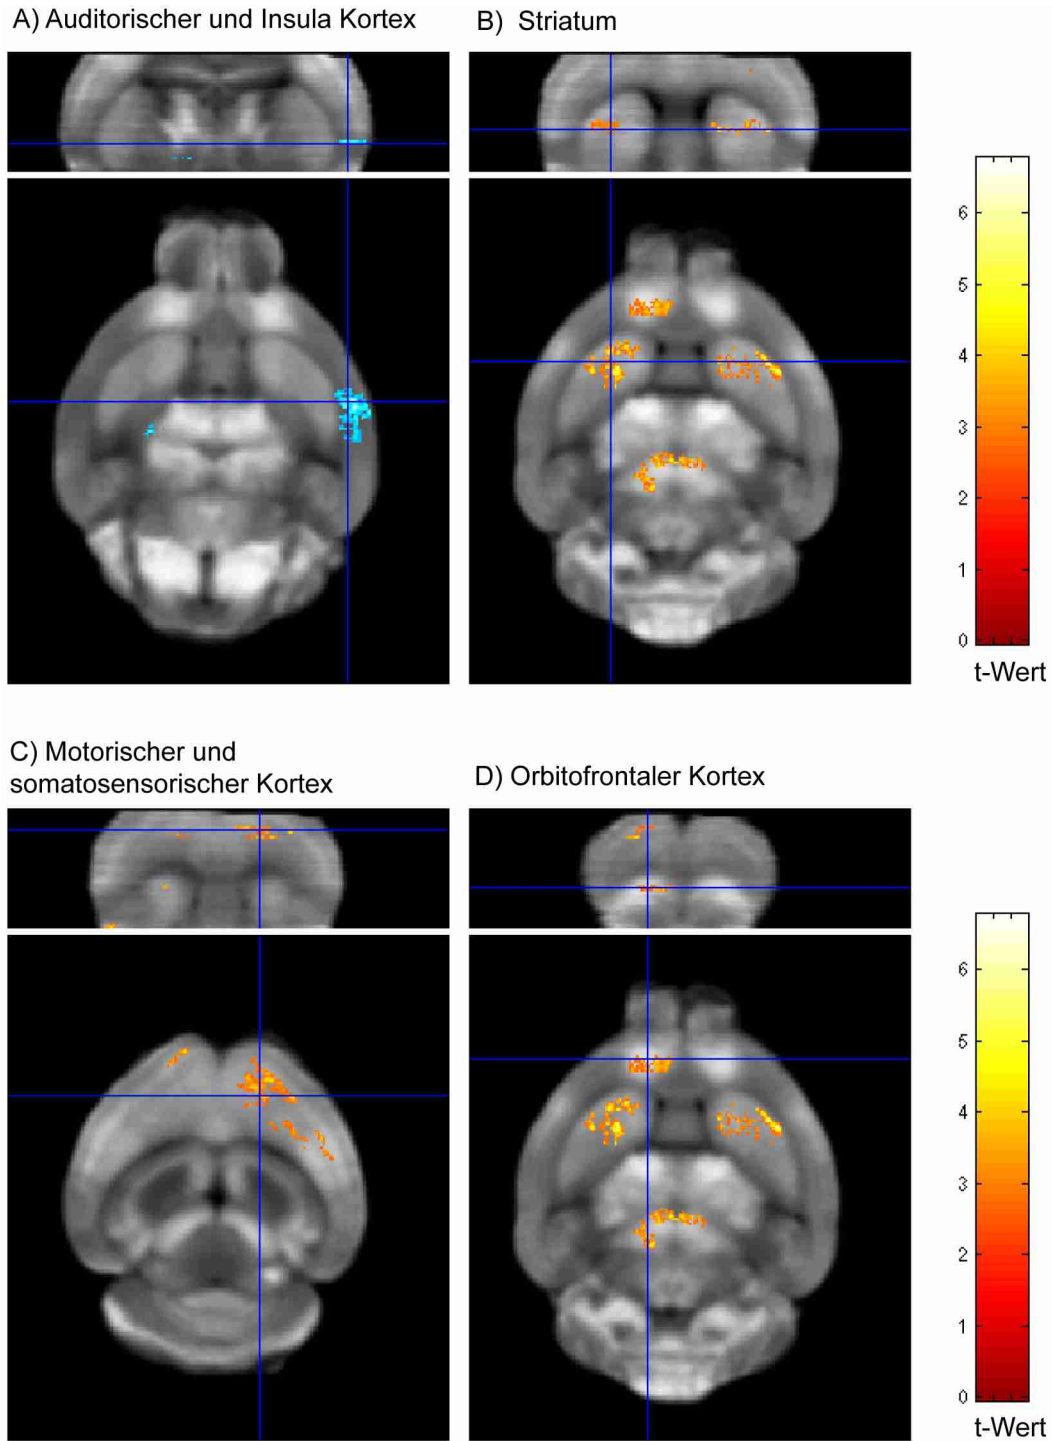 A) Auditorischer und Insula Kortex
B) Striatum
6
5
4
3
2
1
0
t-Wert
C) Motorischer und
somatosensorischer Kortex
D) Orbitofrontaler Kortex
6
5
4
3
2
1
0
t-Wert